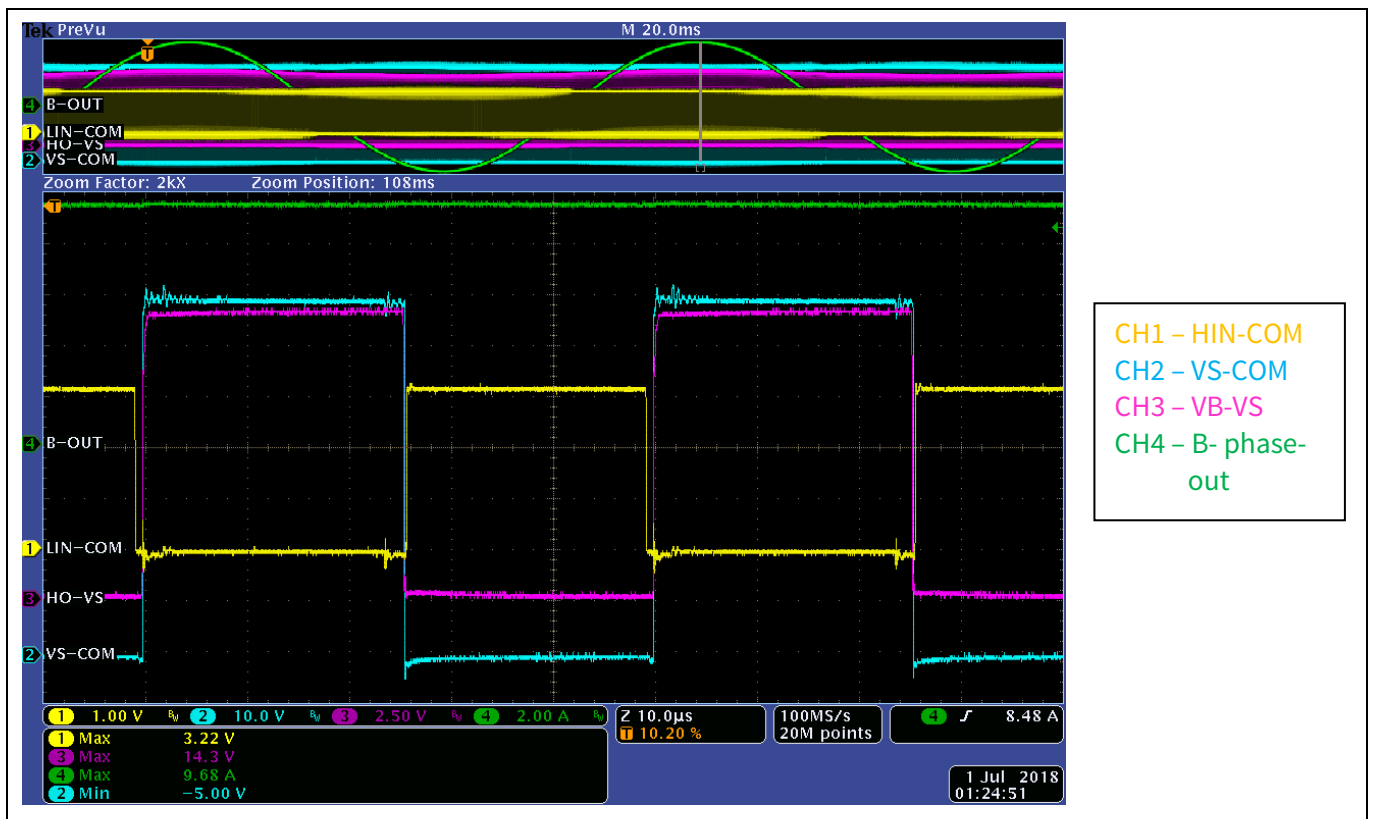 Tek PreVu
M 20.0ms
T
4 B-OUT
1 LIN-COM
3 HO-VS
2 VS-COM
Zoom Factor: 2kX
Zoom Position: 108ms
T
4 B-OUT
1 LIN-COM
3 HO-VS
2 VS-COM
1 1.00 V BW 2 10.0 V BW 3 2.50 V BW 4 2.00 A BW
Z 10.0µs
T 10.20 %
100MS/s
20M points
4 8.48 A
1 Max 3.22 V
3 Max 14.3 V
4 Max 9.68 A
2 Min −5.00 V
1 Jul 2018
01:24:51
CH1 – HIN-COM
CH2 – VS-COM
CH3 – VB-VS
CH4 – B- phase-
out